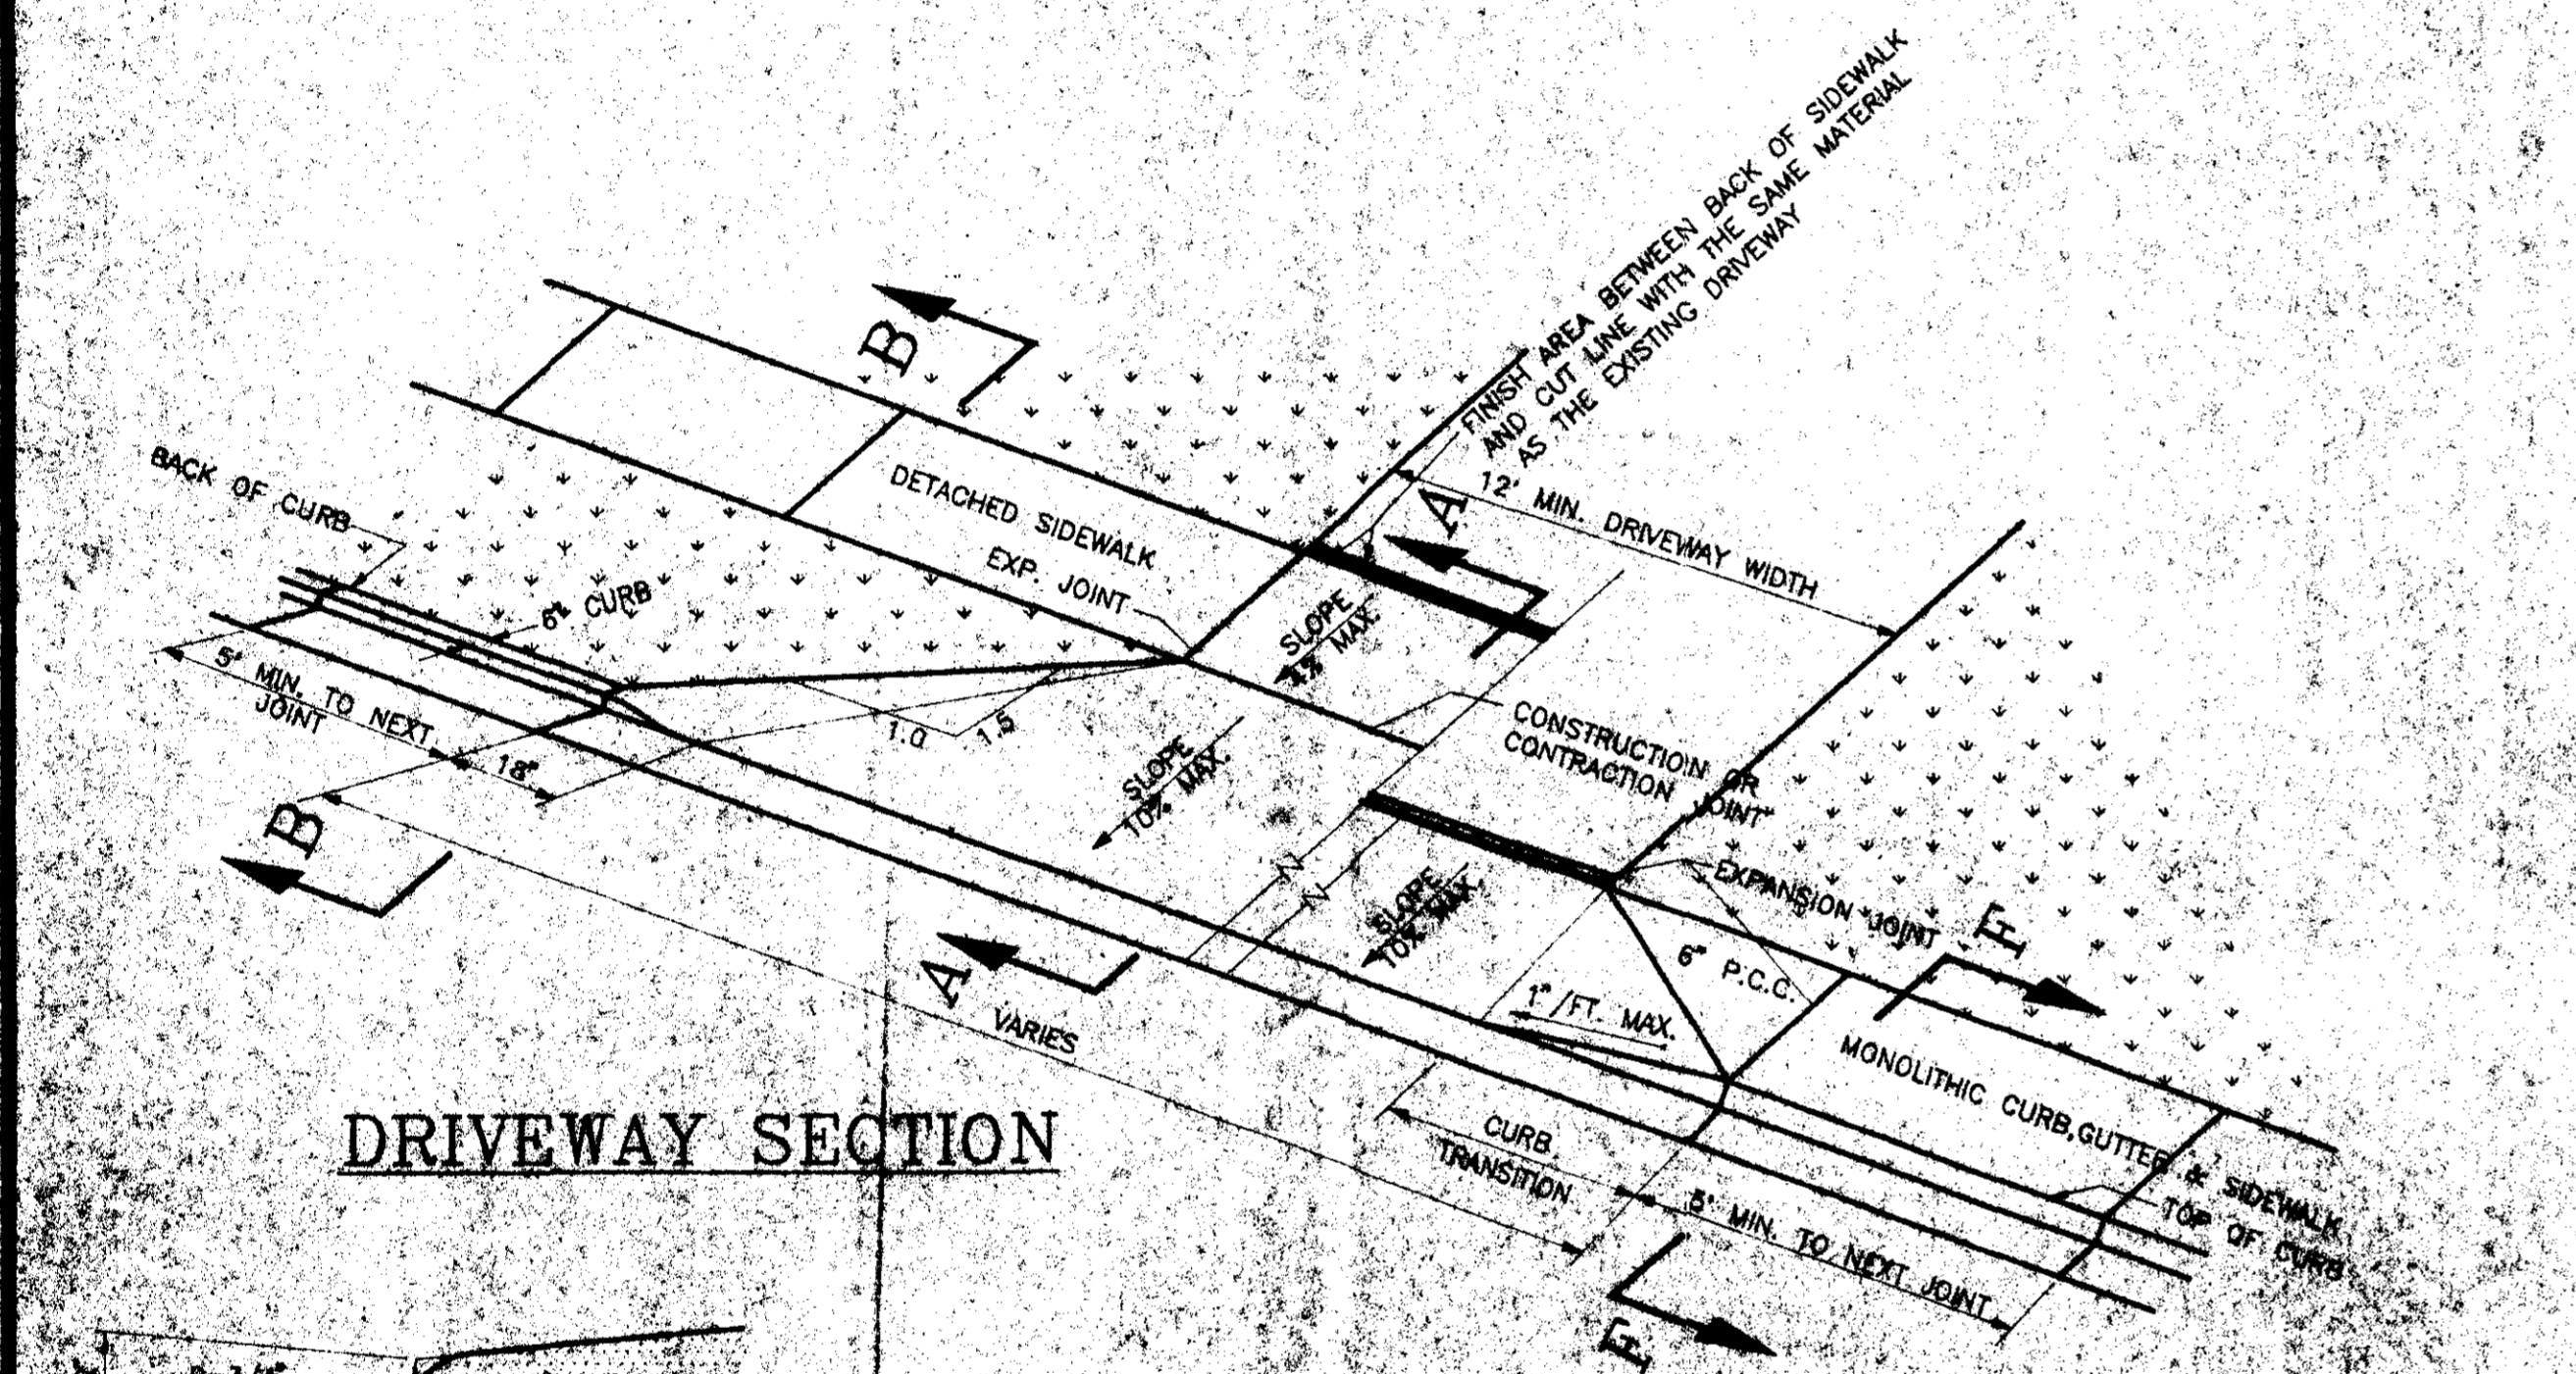 FINISH AREA BETWEEN BACK OF SIDEWALK
AND CUT LINE WITH THE SAME MATERIAL
AS THE EXISTING DRIVEWAY
B
12' MIN. DRIVEWAY WIDTH
A
BACK OF CURB
DETACHED SIDEWALK
EXP. JOINT
6" CURB
SLOPE
MAX.
5' MIN. TO NEXT
JOINT
18"
1.0
1.5
SLOPE
10% MAX.
CONSTRUCTION OR
CONTRACTION JOINT
B
SLOPE
10% MAX.
EXPANSION JOINT
6" P.C.C.
1"/FT. MAX.
A
VARIES
MONOLITHIC CURB, GUTTER & SIDEWALK
TOP OF CURB
DRIVEWAY SECTION
CURB
TRANSITION
5' MIN. TO NEXT JOINT